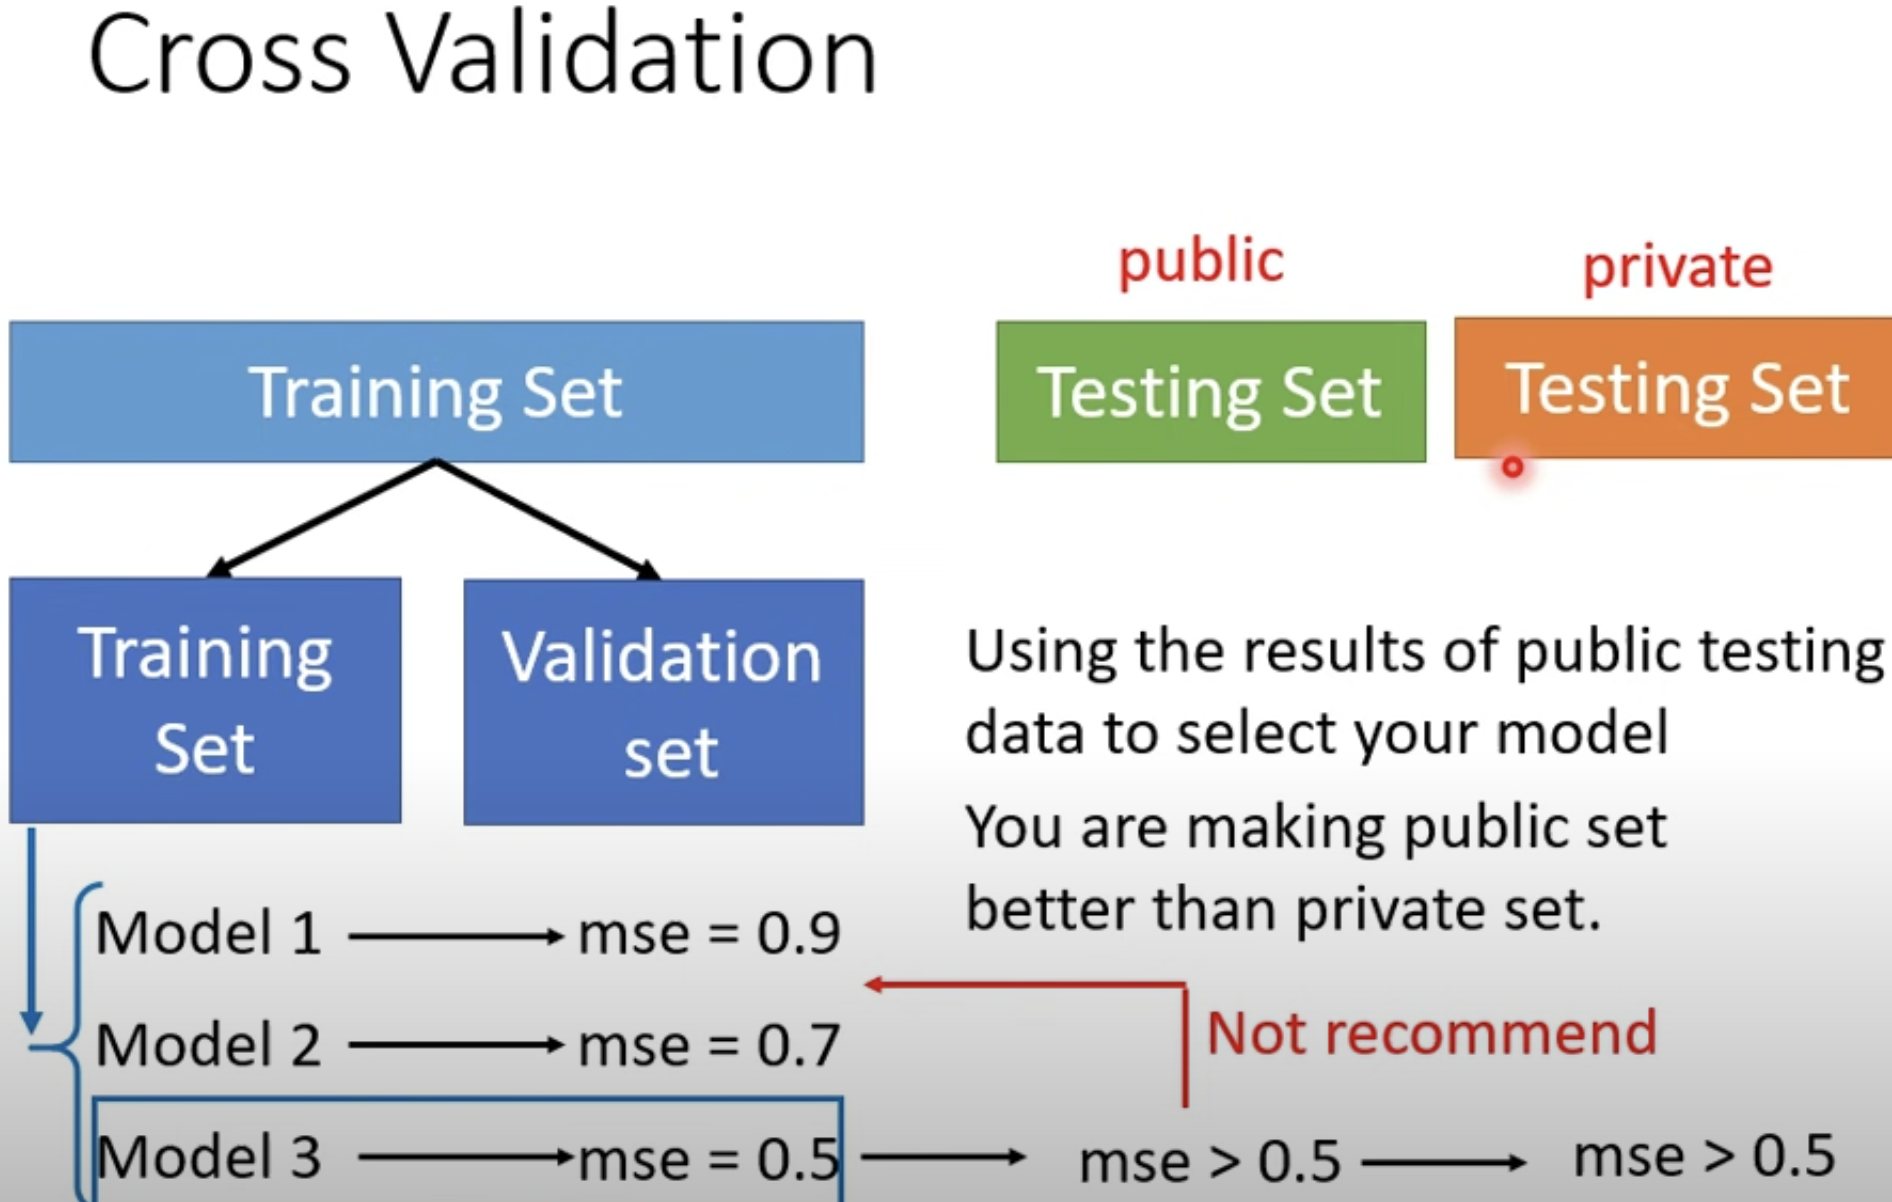 Cross Validation
public
private
Training Set
Testing Set
Testing Set
Training
Set
Validation
set
Using the results of public testing
data to select your model
You are making public set
better than private set.
Model 1 mse = 0.9
Model 2 mse = 0.7
Not recommend
Model 3 mse = 0.5 mse > 0.5 mse > 0.5